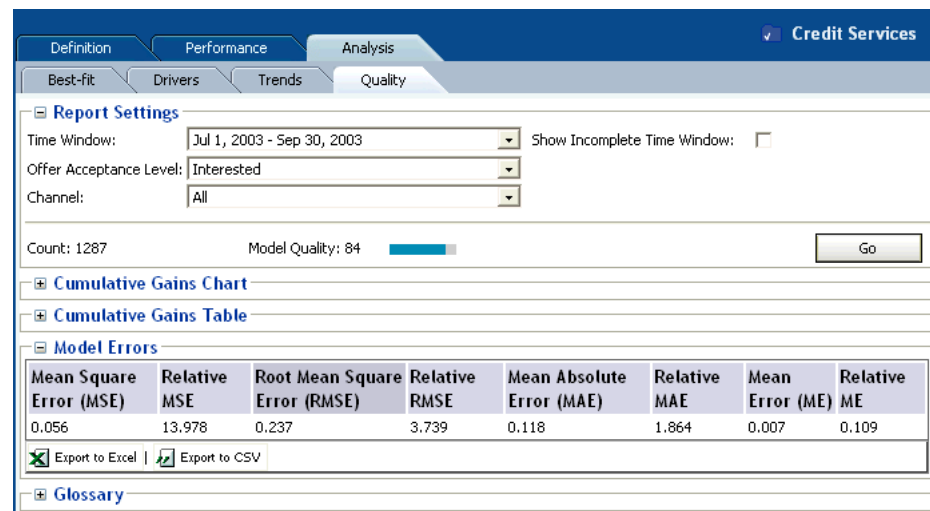 Credit Services
Definition Performance Analysis
Best-fit Drivers Trends Quality
Report Settings
Time Window: Jul 1, 2003 - Sep 30, 2003 Show Incomplete Time Window:
Offer Acceptance Level: Interested
Channel: All
Count: 1287 Model Quality: 84 Go
Cumulative Gains Chart
Cumulative Gains Table
Model Errors
Mean Square Relative Root Mean Square Relative Mean Absolute Relative Mean Relative
Error (MSE) MSE Error (RMSE) RMSE Error (MAE) MAE Error (ME) ME
0.056 13.978 0.237 3.739 0.118 1.864 0.007 0.109
Export to Excel | Export to CSV
Glossary